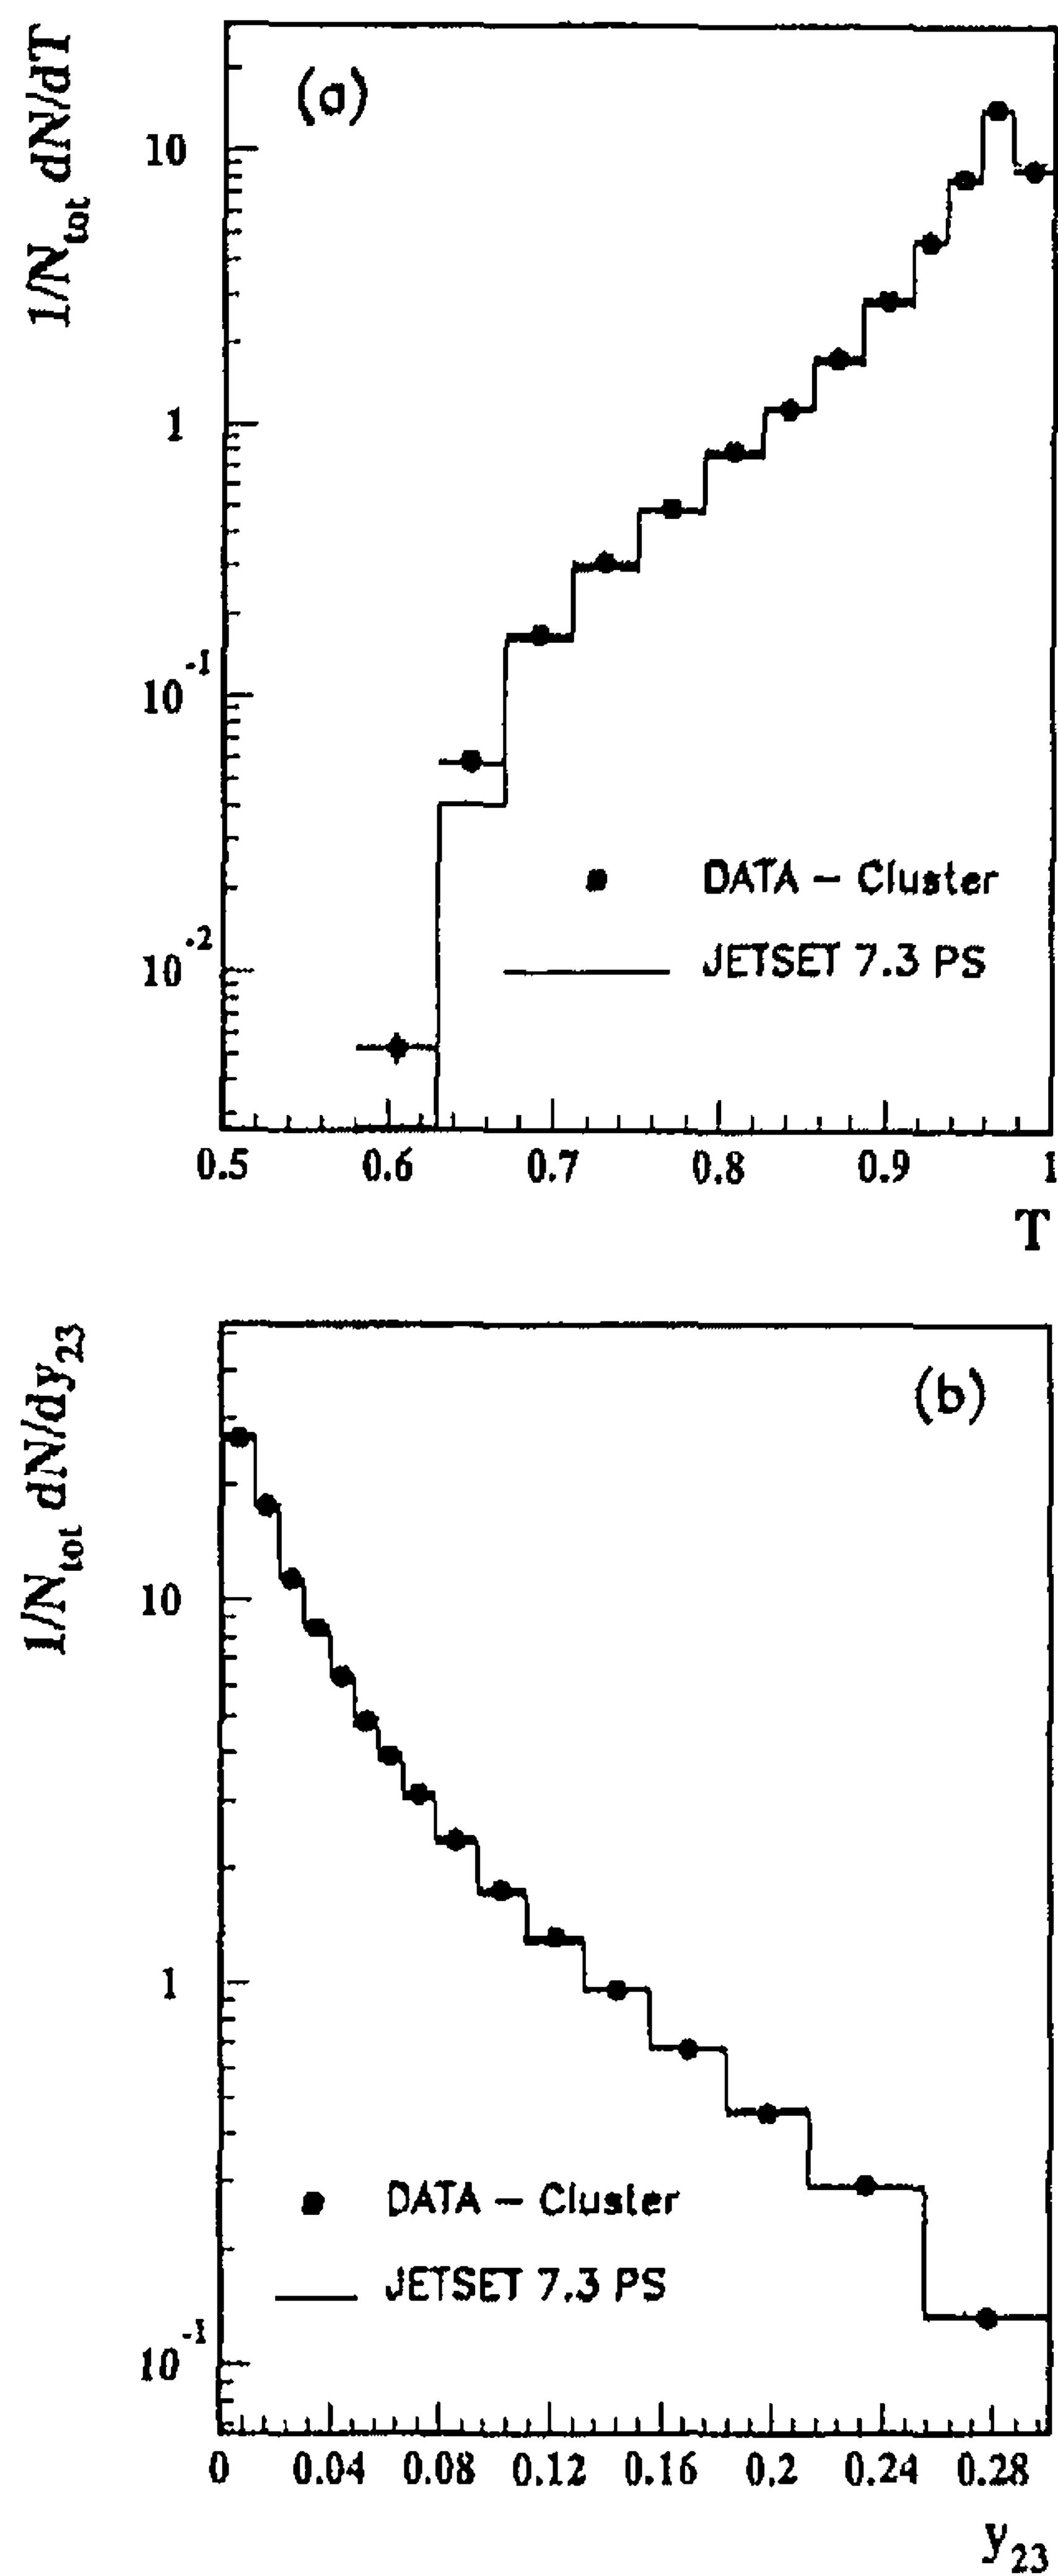 1/N_tot dN/dT
(a)
10
1
10^-1
10^-2
DATA – Cluster
JETSET 7.3 PS
0.5 0.6 0.7 0.8 0.9 1
T
1/N_tot dN/dy_23
(b)
10
1
10^-1
DATA – Cluster
JETSET 7.3 PS
0 0.04 0.08 0.12 0.16 0.2 0.24 0.28
y_23